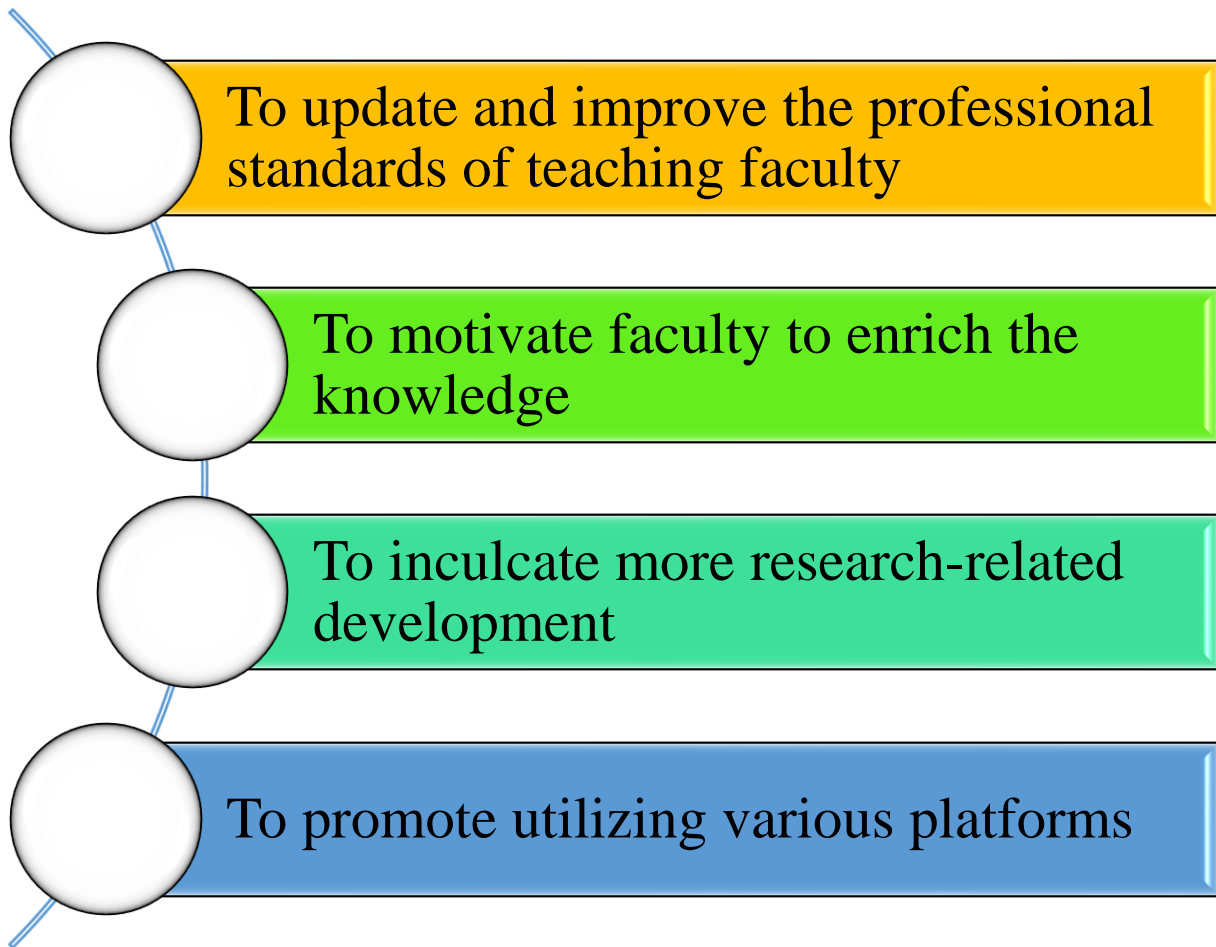 To update and improve the professional
standards of teaching faculty
To motivate faculty to enrich the
knowledge
To inculcate more research-related
development
To promote utilizing various platforms